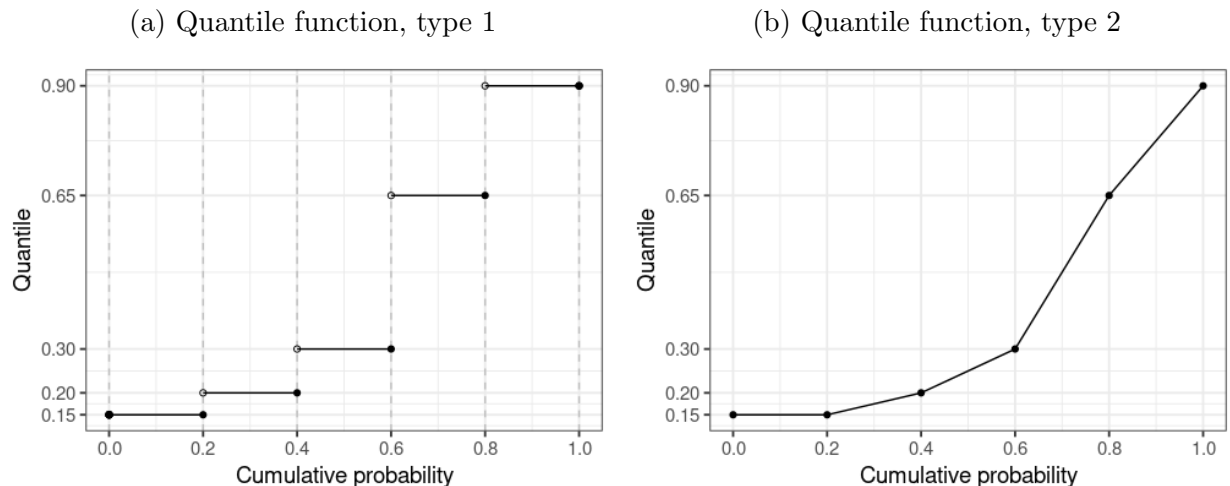 (a) Quantile function, type 1
0.90
0.65
0.30
0.20
0.15
Quantile
0.0 0.2 0.4 0.6 0.8 1.0
Cumulative probability
(b) Quantile function, type 2
0.90
0.65
0.30
0.20
0.15
Quantile
0.0 0.2 0.4 0.6 0.8 1.0
Cumulative probability